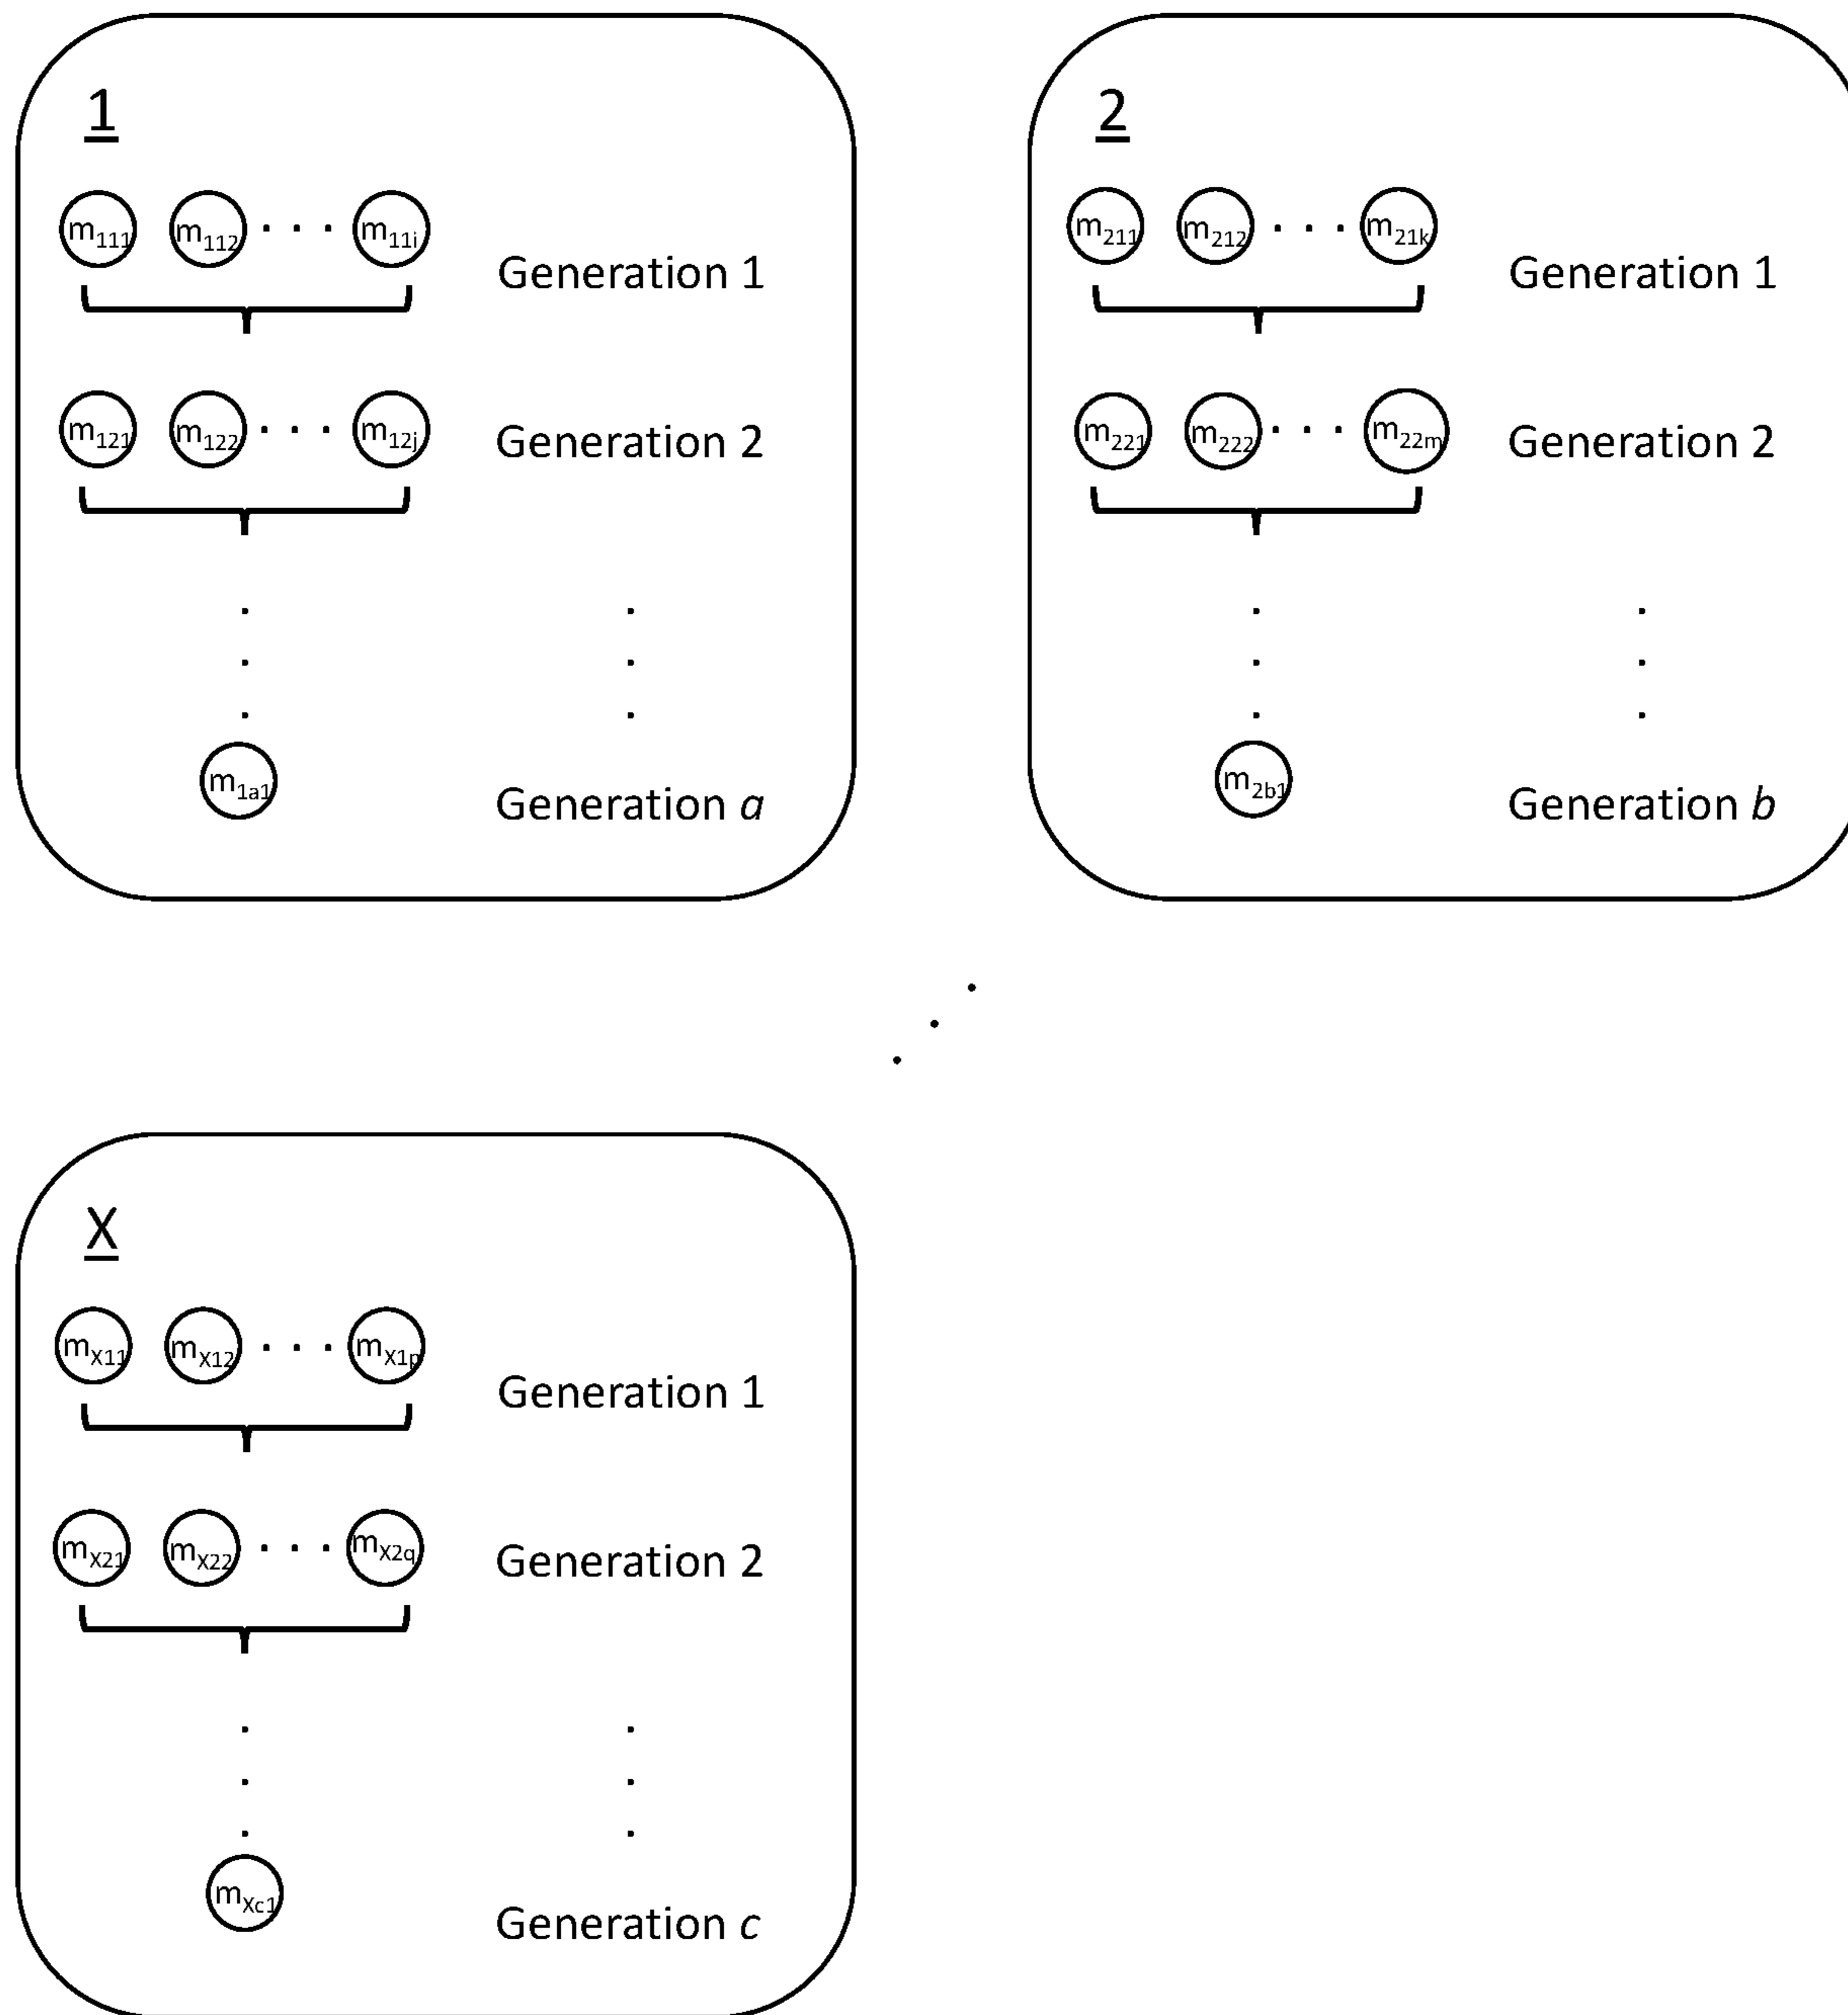 1
m111 m112 · · · m11i
Generation 1
m121 m122 · · · m12j
Generation 2
m1a1
Generation a
2
m211 m212 · · · m21k
Generation 1
m221 m222 · · · m22m
Generation 2
m2b1
Generation b
X
mX11 mX12 · · · mX1p
Generation 1
mX21 mX22 · · · mX2q
Generation 2
mXc1
Generation c